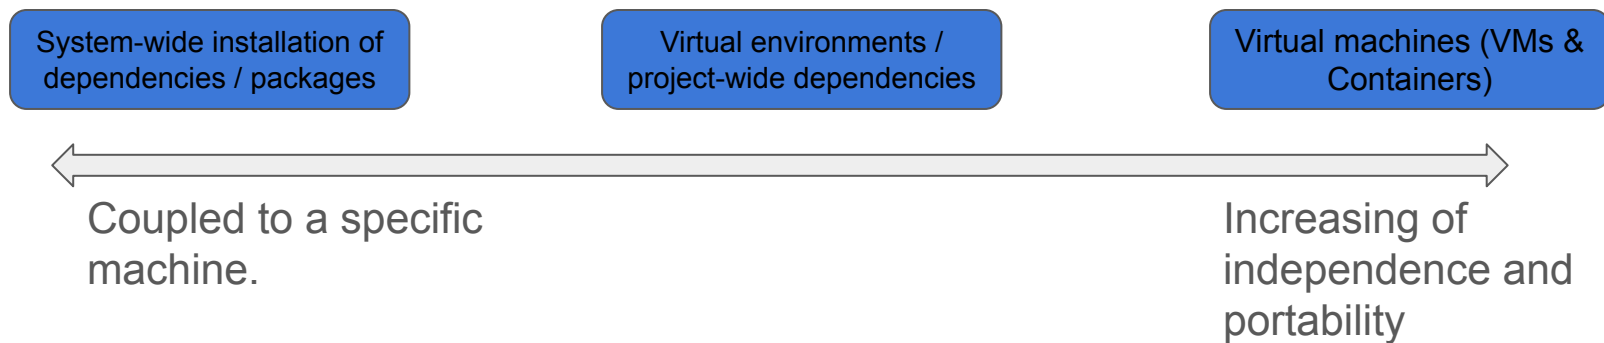 System-wide installation of
dependencies / packages
Virtual environments /
project-wide dependencies
Virtual machines (VMs &
Containers)
Coupled to a specific
machine.
Increasing of
independence and
portability